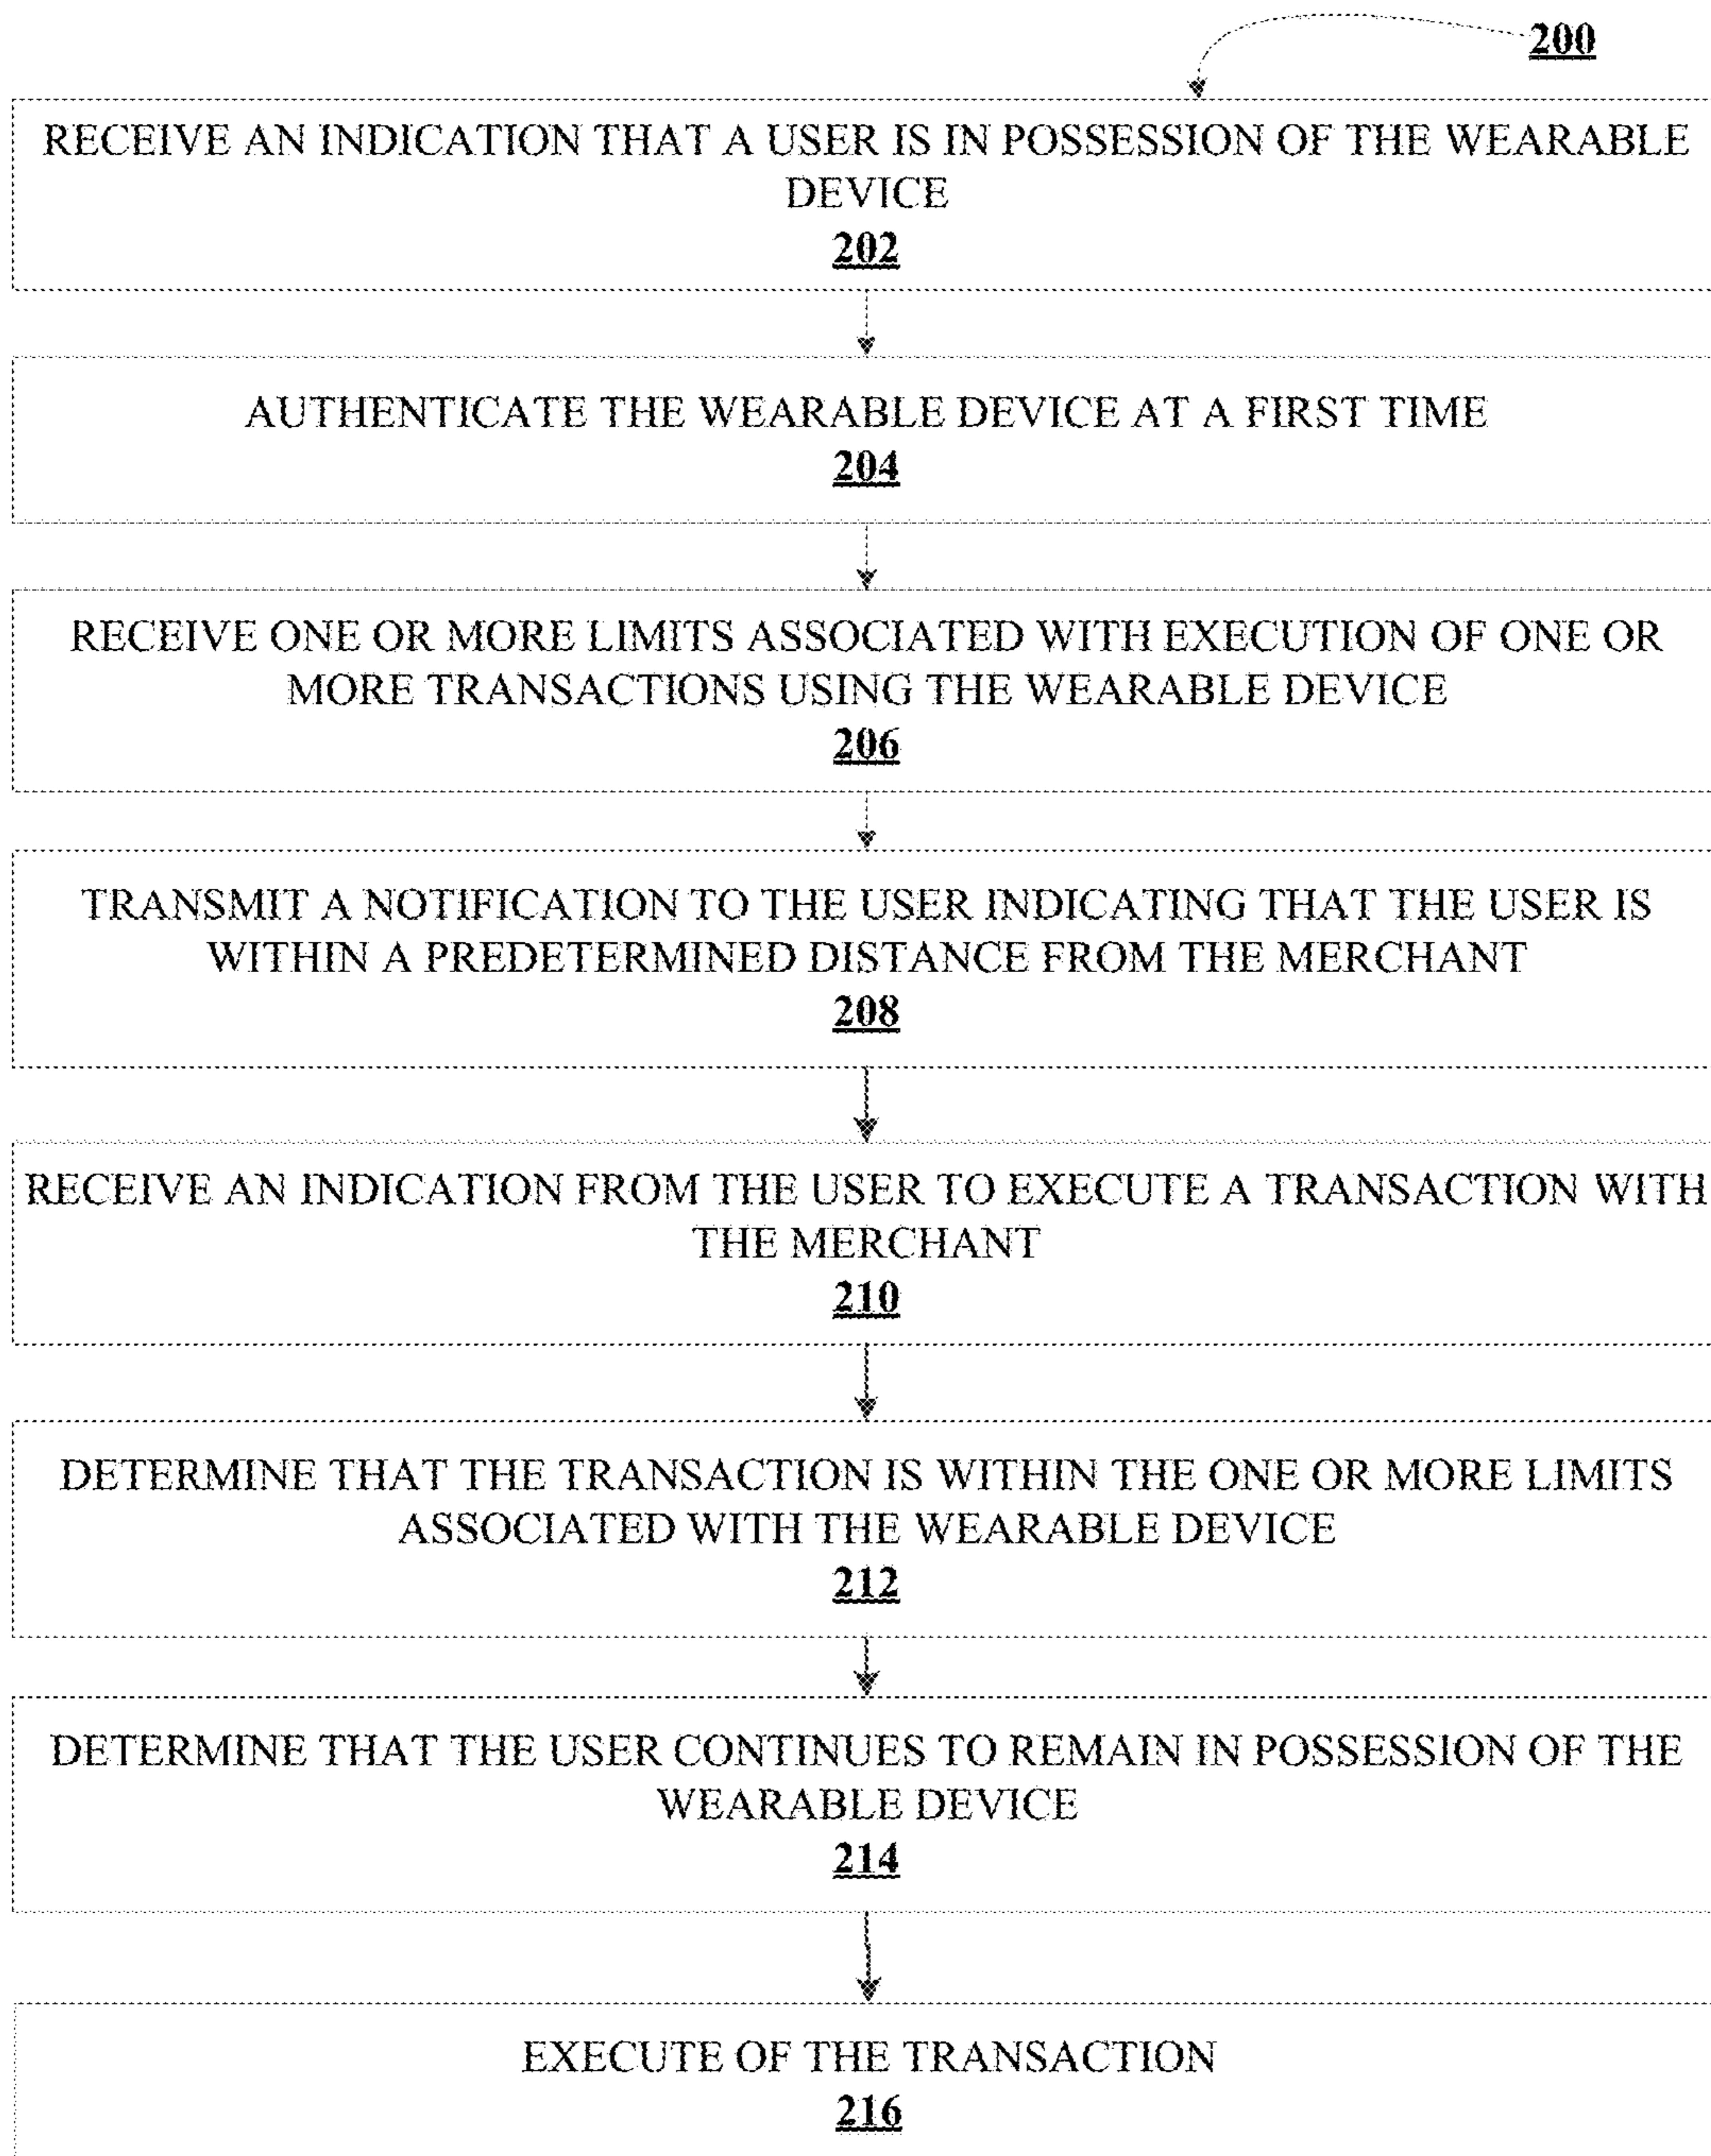 200
RECEIVE AN INDICATION THAT A USER IS IN POSSESSION OF THE WEARABLE
DEVICE
202
AUTHENTICATE THE WEARABLE DEVICE AT A FIRST TIME
204
RECEIVE ONE OR MORE LIMITS ASSOCIATED WITH EXECUTION OF ONE OR
MORE TRANSACTIONS USING THE WEARABLE DEVICE
206
TRANSMIT A NOTIFICATION TO THE USER INDICATING THAT THE USER IS
WITHIN A PREDETERMINED DISTANCE FROM THE MERCHANT
208
RECEIVE AN INDICATION FROM THE USER TO EXECUTE A TRANSACTION WITH
THE MERCHANT
210
DETERMINE THAT THE TRANSACTION IS WITHIN THE ONE OR MORE LIMITS
ASSOCIATED WITH THE WEARABLE DEVICE
212
DETERMINE THAT THE USER CONTINUES TO REMAIN IN POSSESSION OF THE
WEARABLE DEVICE
214
EXECUTE OF THE TRANSACTION
216